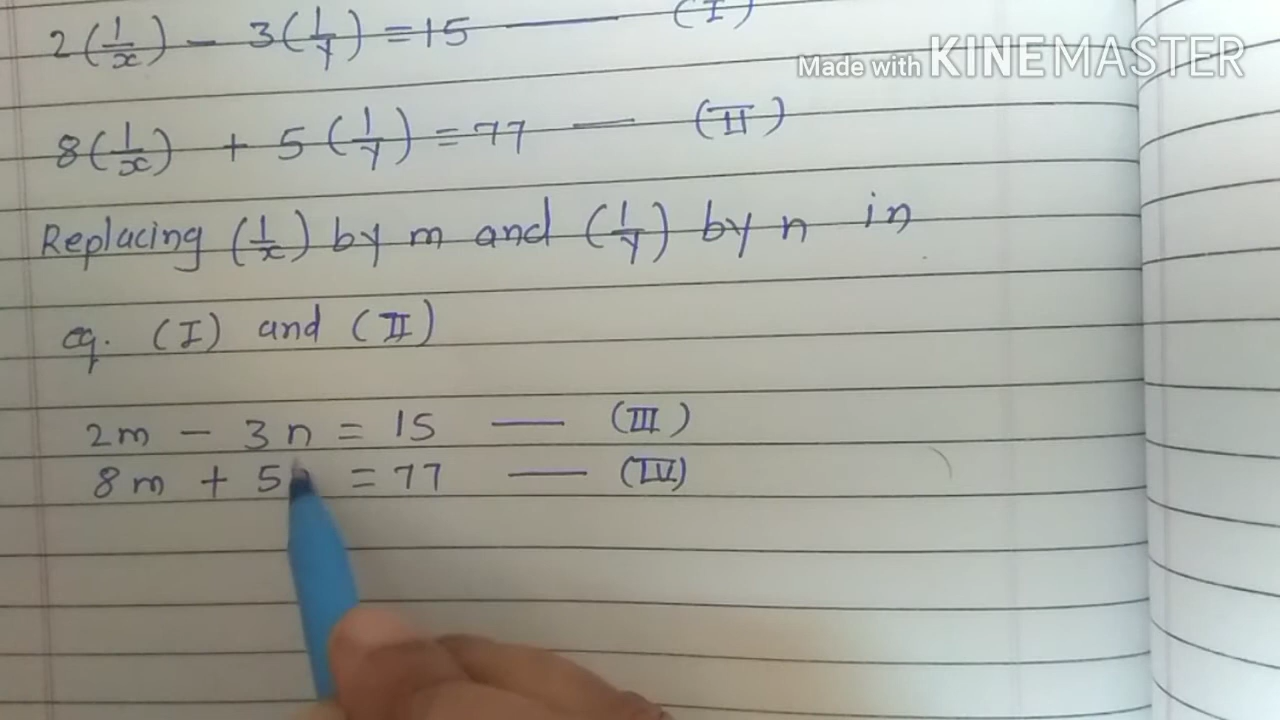 2(1/x) - 3(1/y) = 15 —— (I)
Made with KINEMASTER
8(1/x) + 5(1/y) = 77 — (II)
Replacing (1/x) by m and (1/y) by n in
eq. (I) and (II)
2m - 3n = 15 —— (III)
8m + 5n = 77 —— (IV)